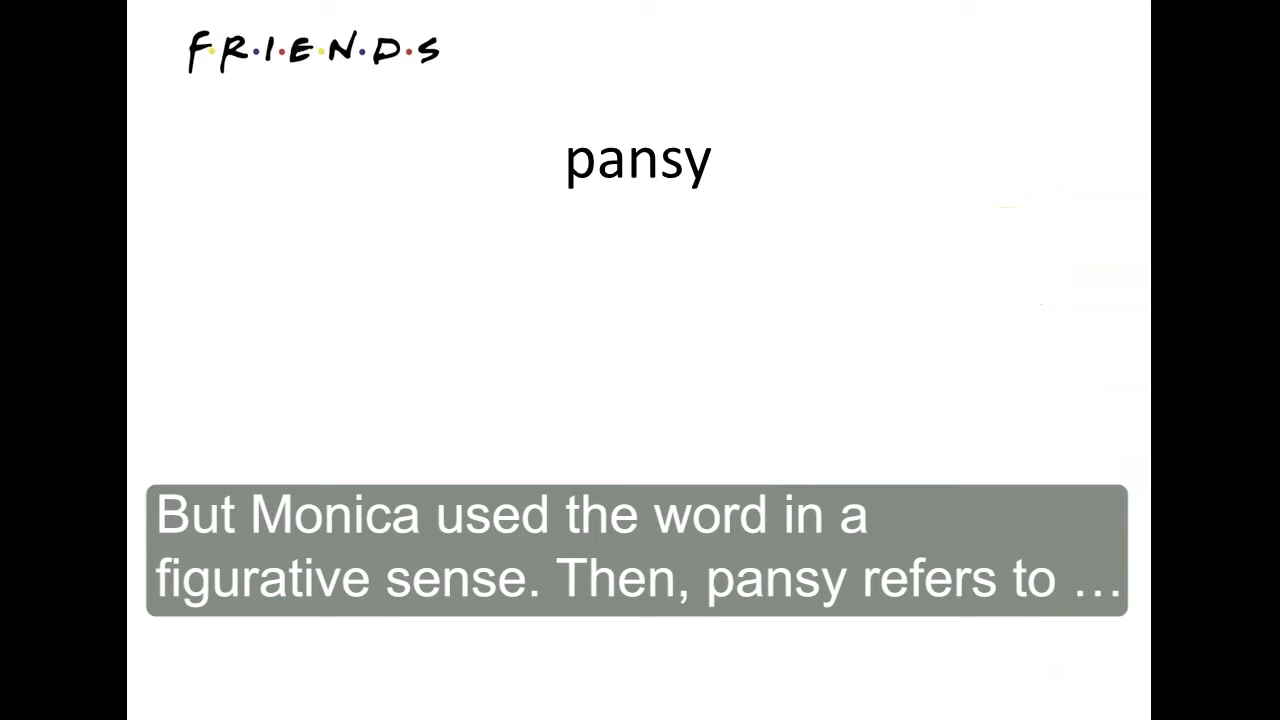 F·R·I·E·N·D·S
pansy
But Monica used the word in a
figurative sense. Then, pansy refers to …